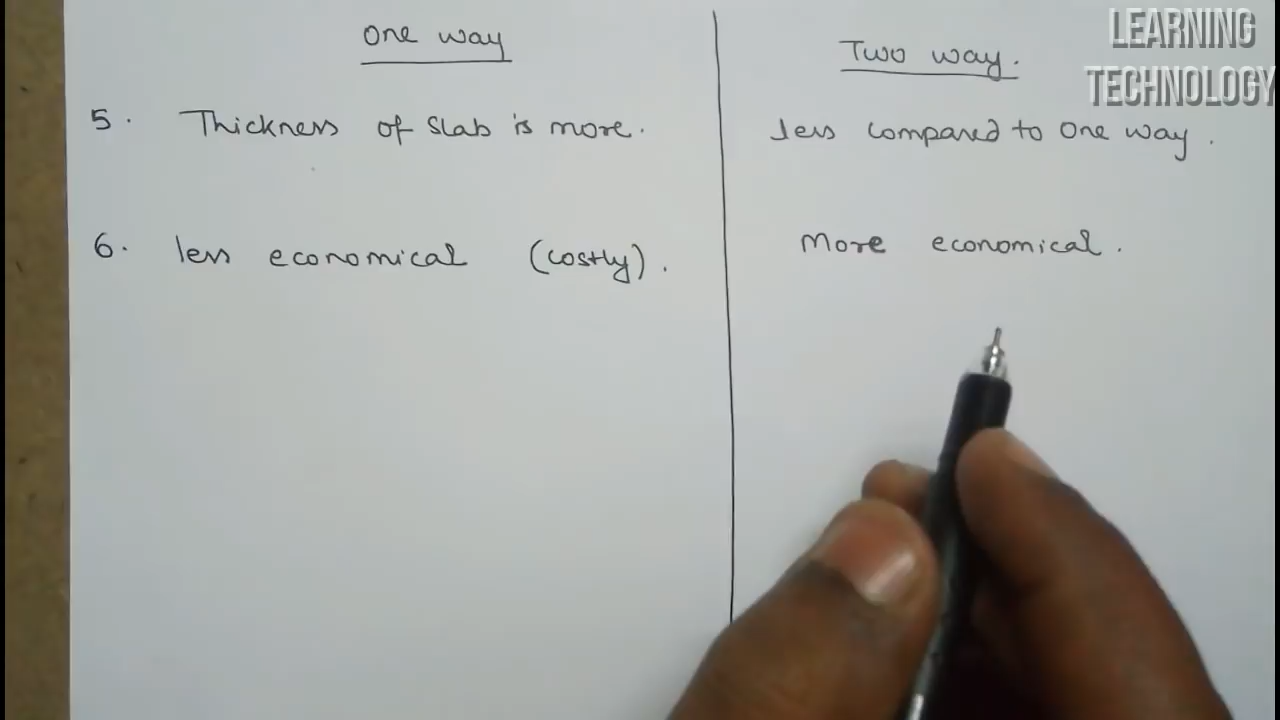 One way
Two way.
LEARNING
TECHNOLOGY
5. Thickness of slab is more.
less compared to one way.
6. less economical (costly).
More economical.